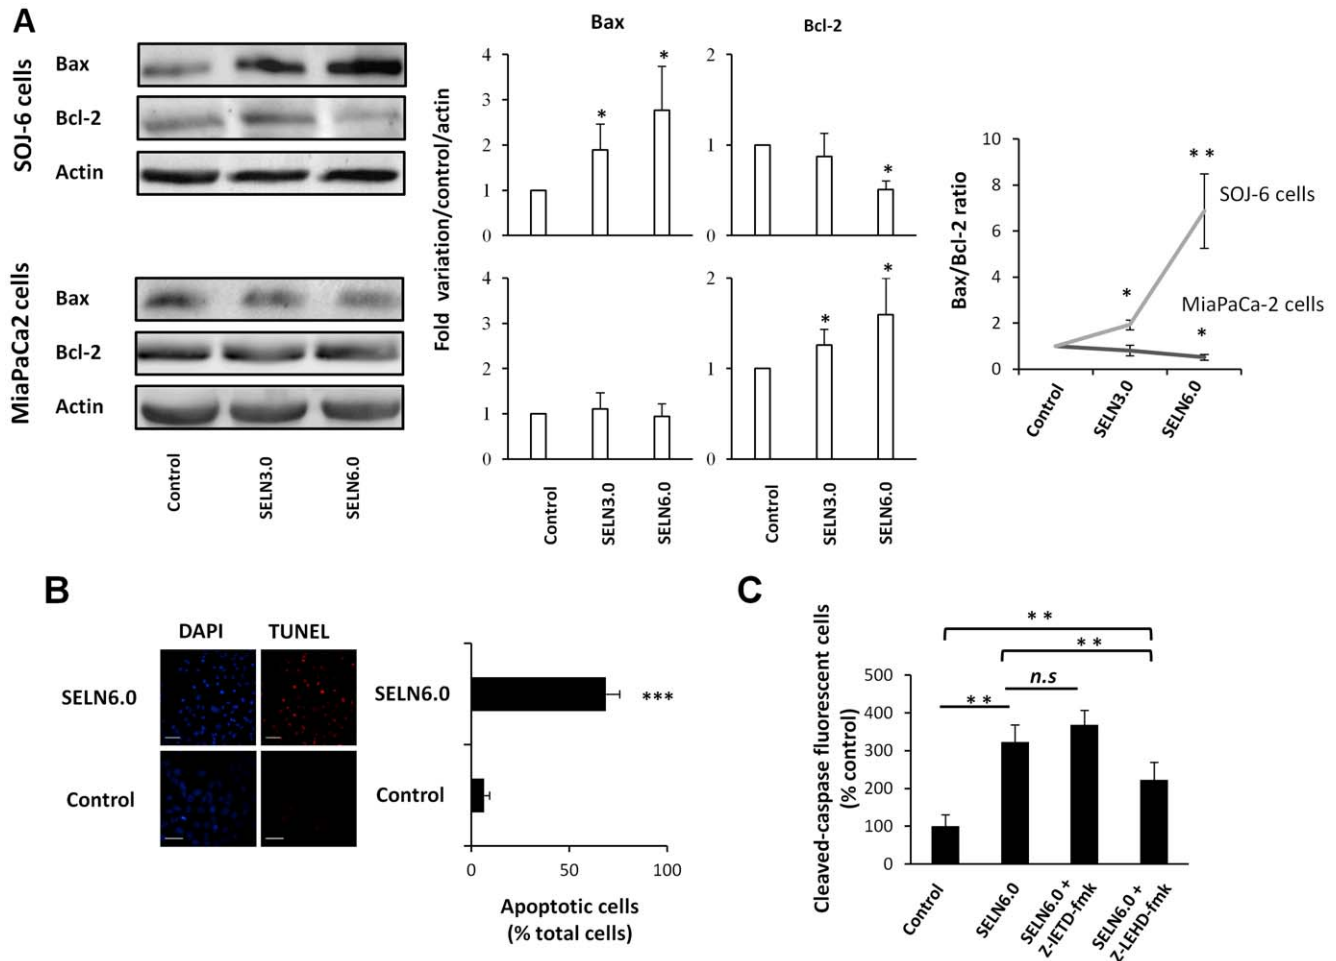 A
SOJ-6 cells
Bax
Bcl-2
Actin
MiaPaCa2 cells
Bax
Bcl-2
Actin
Control
SELN3.0
SELN6.0
Fold variation/control/actin
Bax
4
*
3
*
2
1
0
Bcl-2
2
1
*
0
4
3
2
1
0
Control
SELN3.0
SELN6.0
2
*
*
1
0
Control
SELN3.0
SELN6.0
Bax/Bcl-2 ratio
10
* *
8
SOJ-6 cells
6
4
*
MiaPaCa-2 cells
2
*
0
Control
SELN3.0
SELN6.0
B
DAPI
TUNEL
SELN6.0
Control
SELN6.0
***
Control
0
50
100
Apoptotic cells
(% total cells)
C
Cleaved-caspase fluorescent cells
(% control)
* *
* *
n.s
* *
500
400
300
200
100
0
Control
SELN6.0
SELN6.0 +
Z-IETD-fmk
SELN6.0 +
Z-LEHD-fmk